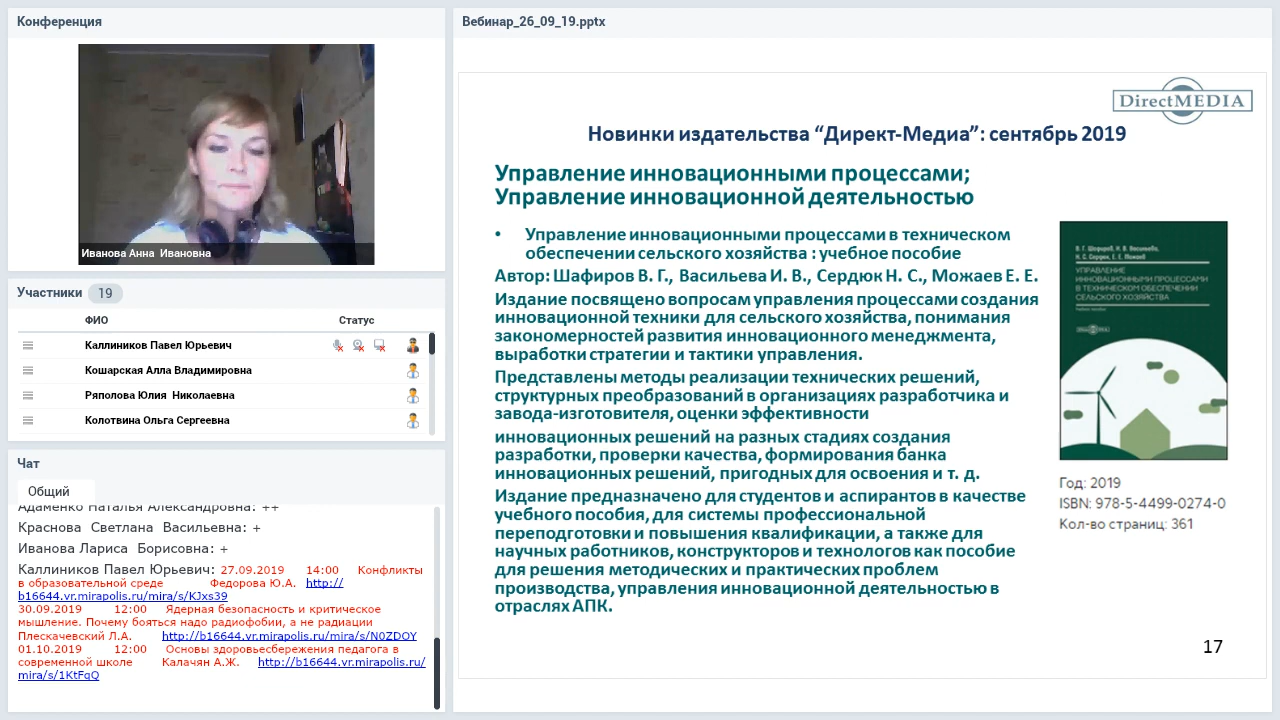 Конференция
Иванова Анна Ивановна
Участники 19
ФИО Статус
Каллиников Павел Юрьевич
Кошарская Алла Владимировна
Ряполова Юлия Николаевна
Колотвина Ольга Сергеевна
Чат
Общий
Адаменко Наталья Александровна: ++
Краснова Светлана Васильевна: +
Иванова Лариса Борисовна: +
Каллиников Павел Юрьевич: 27.09.2019 14:00 Конфликты
в образовательной среде Федорова Ю.А. http://
b16644.vr.mirapolis.ru/mira/s/KJxs39
30.09.2019 12:00 Ядерная безопасность и критическое
мышление. Почему бояться надо радиофобии, а не радиации
Плескачевский Л.А. http://b16644.vr.mirapolis.ru/mira/s/N0ZDOY
01.10.2019 12:00 Основы здоровьесбережения педагога в
современной школе Калачян А.Ж. http://b16644.vr.mirapolis.ru/
mira/s/1KtFqQ
Вебинар_26_09_19.pptx
DirectMEDIA
Новинки издательства “Директ-Медиа”: сентябрь 2019
Управление инновационными процессами;
Управление инновационной деятельностью
• Управление инновационными процессами в техническом
обеспечении сельского хозяйства : учебное пособие
Автор: Шафиров В. Г., Васильева И. В., Сердюк Н. С., Можаев Е. Е.
Издание посвящено вопросам управления процессами создания
инновационной техники для сельского хозяйства, понимания
закономерностей развития инновационного менеджмента,
выработки стратегии и тактики управления.
Представлены методы реализации технических решений,
структурных преобразований в организациях разработчика и
завода-изготовителя, оценки эффективности
инновационных решений на разных стадиях создания
разработки, проверки качества, формирования банка
инновационных решений, пригодных для освоения и т. д.
Издание предназначено для студентов и аспирантов в качестве
учебного пособия, для системы профессиональной
переподготовки и повышения квалификации, а также для
научных работников, конструкторов и технологов как пособие
для решения методических и практических проблем
производства, управления инновационной деятельностью в
отраслях АПК.
В. Г. Шафиров, И. В. Васильева,
Н. С. Сердюк, Е. Е. Можаев
УПРАВЛЕНИЕ
ИННОВАЦИОННЫМИ ПРОЦЕССАМИ
В ТЕХНИЧЕСКОМ ОБЕСПЕЧЕНИИ
СЕЛЬСКОГО ХОЗЯЙСТВА
Год: 2019
ISBN: 978-5-4499-0274-0
Кол-во страниц: 361
17